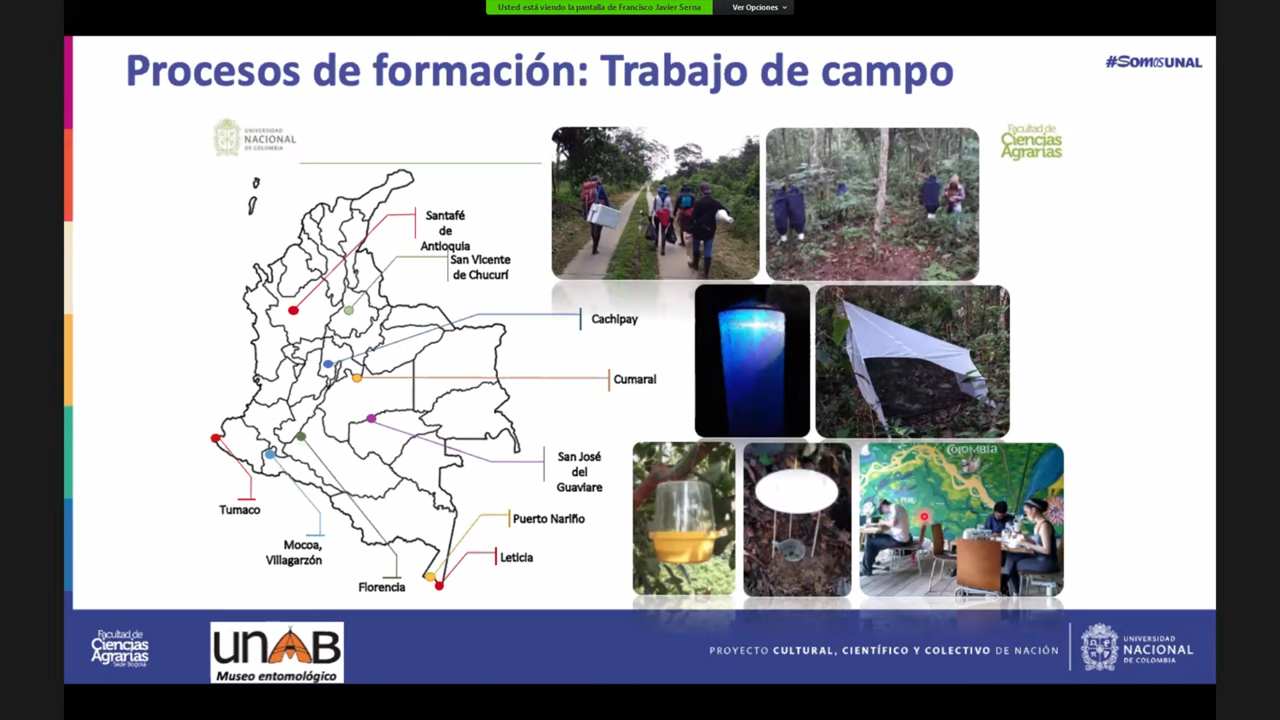 Usted está viendo la pantalla de Francisco Javier Serna
Ver Opciones
Procesos de formación: Trabajo de campo
#SomosUNAL
UNIVERSIDAD
NACIONAL
DE COLOMBIA
Facultad de
Ciencias
Agrarias
Santafé
de
Antioquia
San Vicente
de Chucurí
Cachipay
Cumaral
San José
del
Guaviare
Tumaco
Puerto Nariño
Mocoa,
Villagarzón
Leticia
Florencia
COLOMBIA
PERU
Facultad de
Ciencias
Agrarias
Sede Bogotá
UNAB
Museo entomológico
PROYECTO CULTURAL, CIENTÍFICO Y COLECTIVO DE NACIÓN
UNIVERSIDAD
NACIONAL
DE COLOMBIA